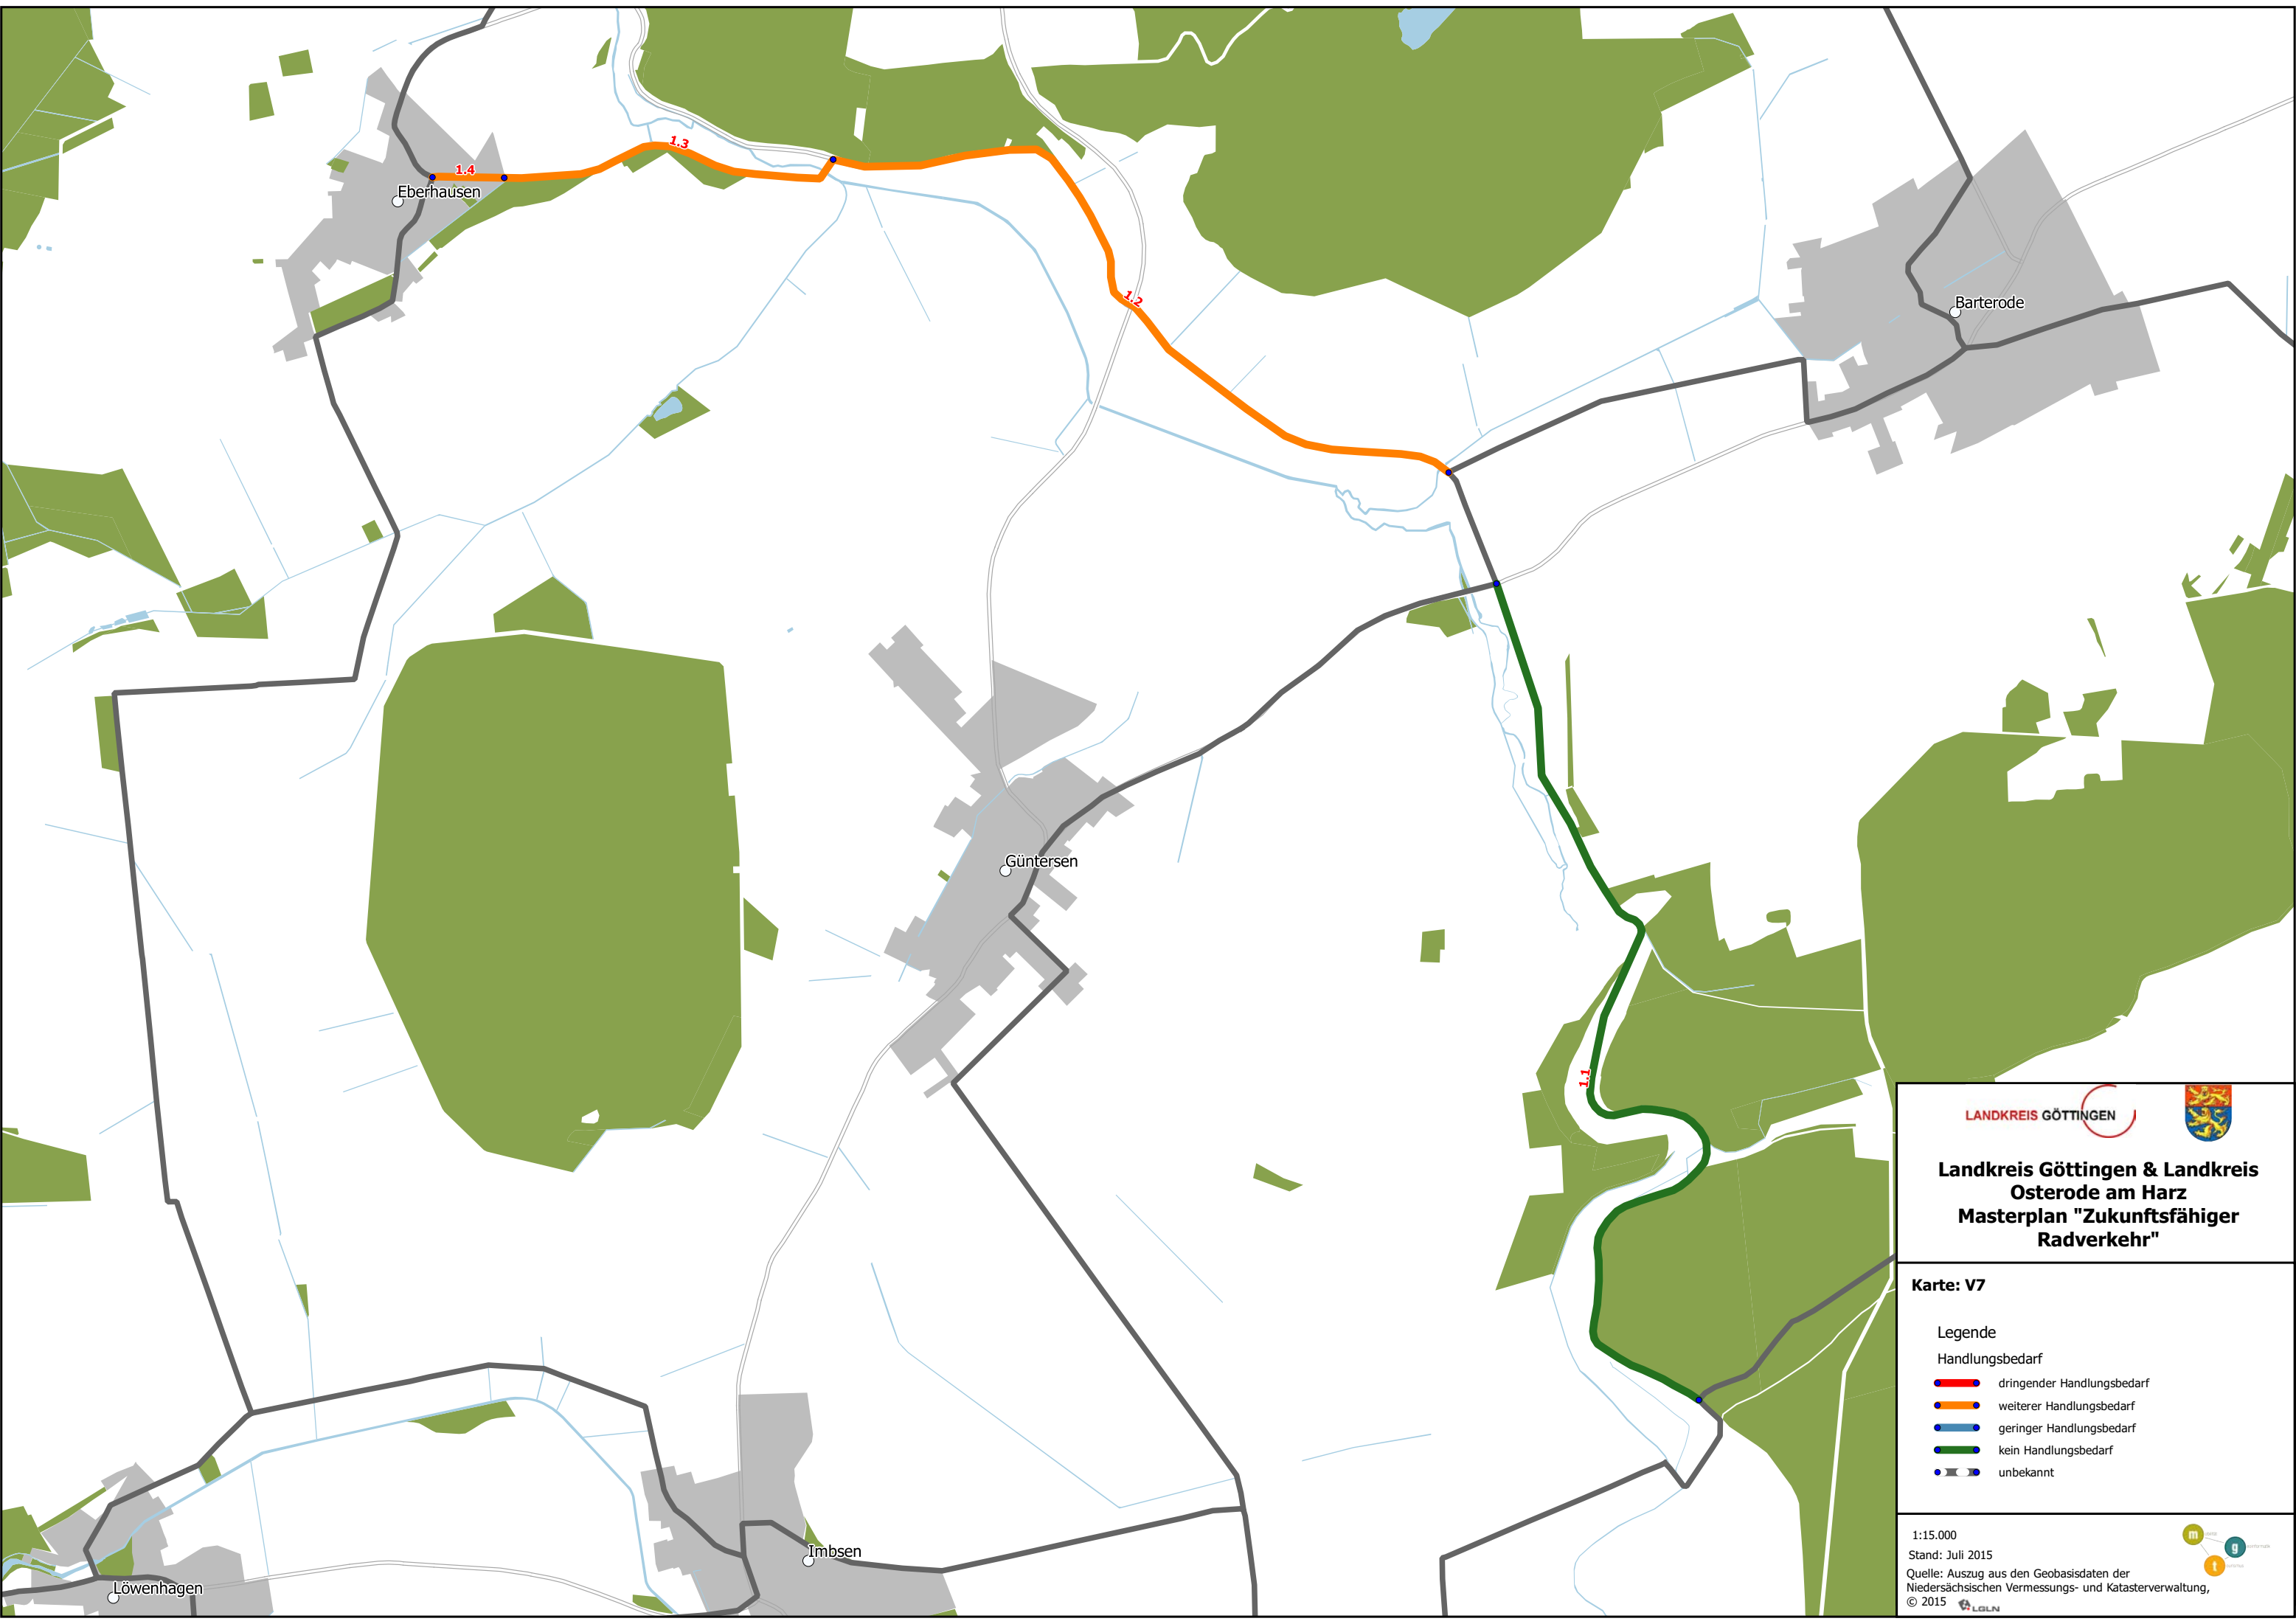 1.3
1.4
Eberhausen
1.2
Barterode
Güntersen
1.1
Imbsen
Löwenhagen
LANDKREIS GÖTTINGEN
Landkreis Göttingen & Landkreis
Osterode am Harz
Masterplan "Zukunftsfähiger
Radverkehr"
Karte: V7
Legende
Handlungsbedarf
dringender Handlungsbedarf
weiterer Handlungsbedarf
geringer Handlungsbedarf
kein Handlungsbedarf
unbekannt
1:15.000
Stand: Juli 2015
Quelle: Auszug aus den Geobasisdaten der
Niedersächsischen Vermessungs- und Katasterverwaltung,
© 2015 LGLN
m
g
t